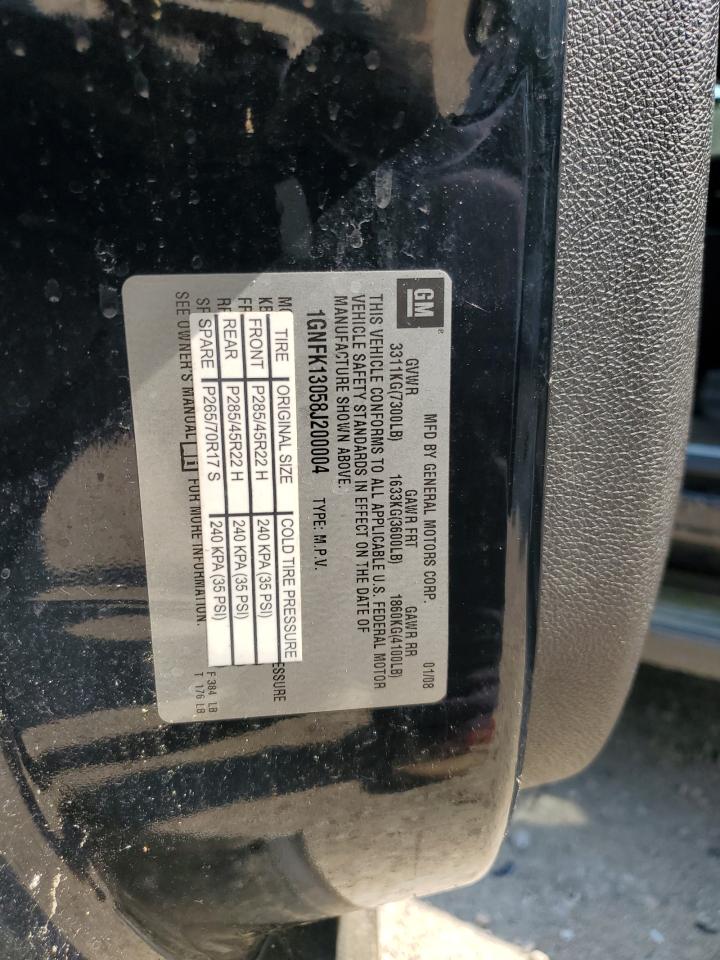 GM
MFD BY GENERAL MOTORS CORP. 01/08
GVWR GAWR FRT GAWR RR
3311KG(7300LB) 1633KG(3600LB) 1860KG(4100LB)
THIS VEHICLE CONFORMS TO ALL APPLICABLE U.S. FEDERAL MOTOR
VEHICLE SAFETY STANDARDS IN EFFECT ON THE DATE OF
MANUFACTURE SHOWN ABOVE.
1GNFK13058J200004 TYPE: M.P.V.
TIRE ORIGINAL SIZE COLD TIRE PRESSURE
FRONT P285/45R22 H 240 KPA (35 PSI)
REAR P285/45R22 H 240 KPA (35 PSI)
SPARE P265/70R17 S 240 KPA (35 PSI)
SEE OWNER'S MANUAL FOR MORE INFORMATION.
F 384 LB
T 176 LB